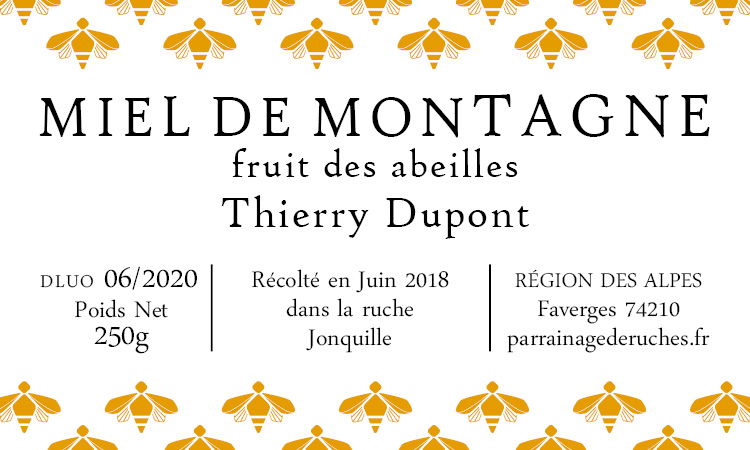 MIEL DE MONTAGNE
fruit des abeilles
Thierry Dupont
DLUO 06/2020
Poids Net
250g
Récolté en Juin 2018
dans la ruche
Jonquille
RÉGION DES ALPES
Faverges 74210
parrainagederuches.fr